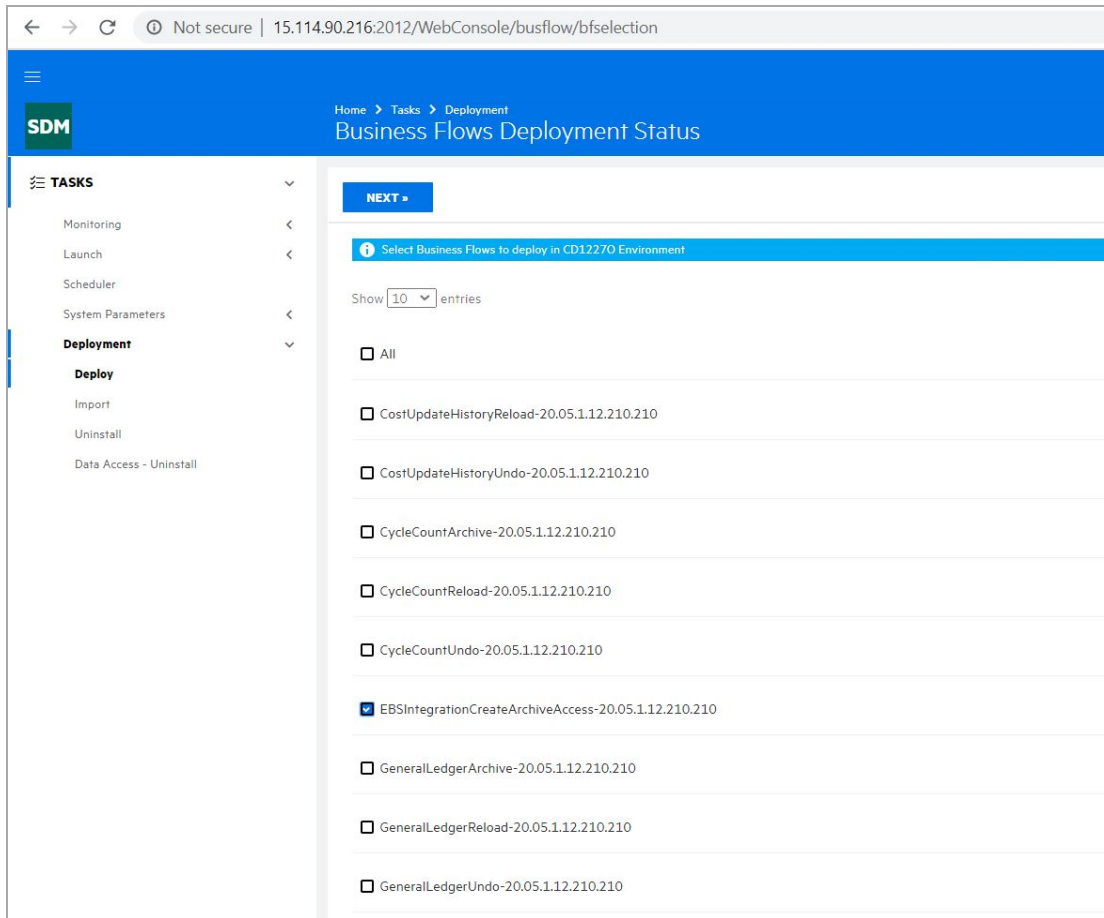 Not secure | 15.114.90.216:2012/WebConsole/busflow/bfselection
SDM
Home > Tasks > Deployment
Business Flows Deployment Status
TASKS
Monitoring
Launch
Scheduler
System Parameters
Deployment
Deploy
Import
Uninstall
Data Access - Uninstall
NEXT »
Select Business Flows to deploy in CD1227O Environment
Show 10 entries
All
CostUpdateHistoryReload-20.05.1.12.210.210
CostUpdateHistoryUndo-20.05.1.12.210.210
CycleCountArchive-20.05.1.12.210.210
CycleCountReload-20.05.1.12.210.210
CycleCountUndo-20.05.1.12.210.210
EBSIntegrationCreateArchiveAccess-20.05.1.12.210.210
GeneralLedgerArchive-20.05.1.12.210.210
GeneralLedgerReload-20.05.1.12.210.210
GeneralLedgerUndo-20.05.1.12.210.210